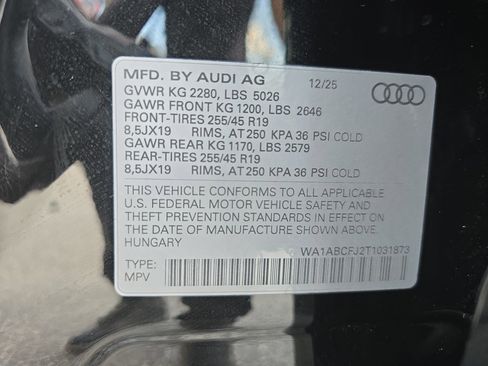 MFD. BY AUDI AG 12/25
GVWR KG 2280, LBS 5026
GAWR FRONT KG 1200, LBS 2646
FRONT-TIRES 255/45 R19
8,5JX19 RIMS, AT 250 KPA 36 PSI COLD
GAWR REAR KG 1170, LBS 2579
REAR-TIRES 255/45 R19
8,5JX19 RIMS, AT 250 KPA 36 PSI COLD
THIS VEHICLE CONFORMS TO ALL APPLICABLE
U.S. FEDERAL MOTOR VEHICLE SAFETY AND
THEFT PREVENTION STANDARDS IN EFFECT ON
THE DATE OF MANUFACTURE SHOWN ABOVE.
HUNGARY
WA1ABCFJ2T1031873
TYPE:
MPV